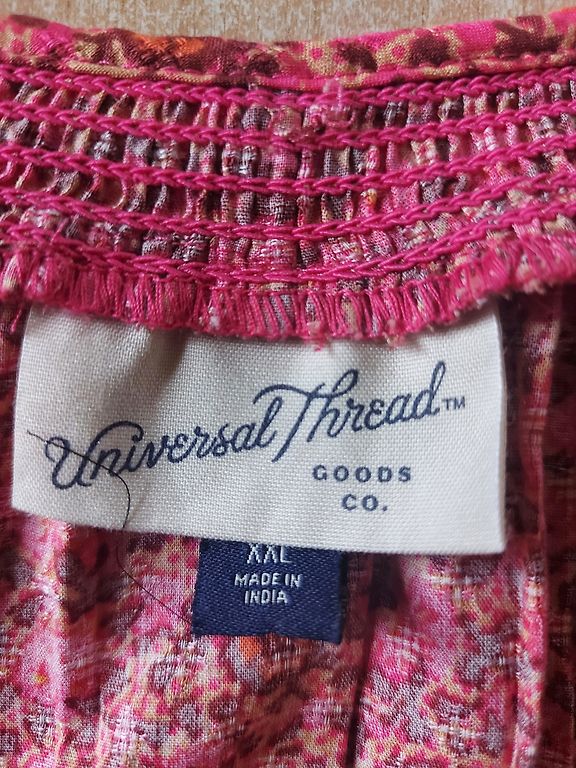 Universal Thread™
GOODS
CO.
XXL
MADE IN
INDIA